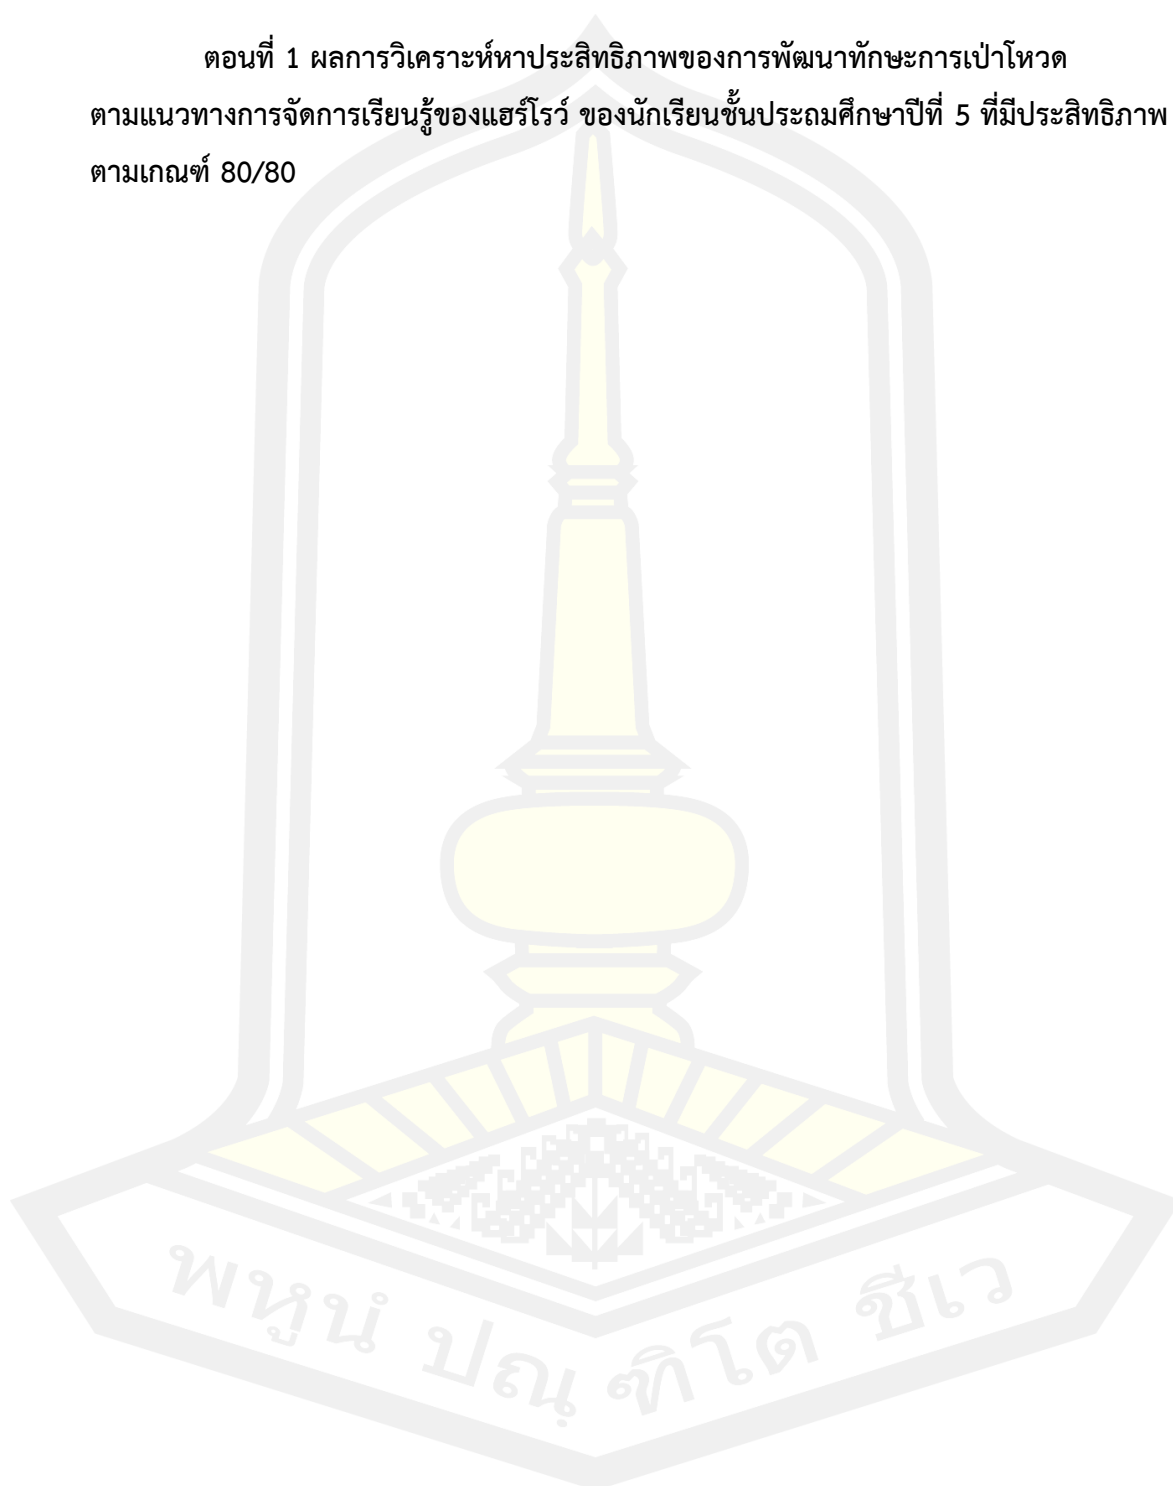 ตอนที่ 1 ผลการวิเคราะห์หาประสิทธิภาพของการพัฒนาทักษะการเป่าโหวด
ตามแนวทางการจัดการเรียนรู้ของแฮร์โรว์ ของนักเรียนชั้นประถมศึกษาปีที่ 5 ที่มีประสิทธิภาพ
ตามเกณฑ์ 80/80
พหูนํ ปณฺฑิโต ชีเว